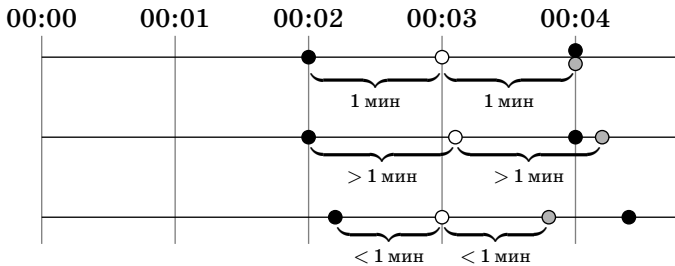 00:00 00:01 00:02 00:03 00:04
1 мин 1 мин
> 1 мин > 1 мин
< 1 мин < 1 мин